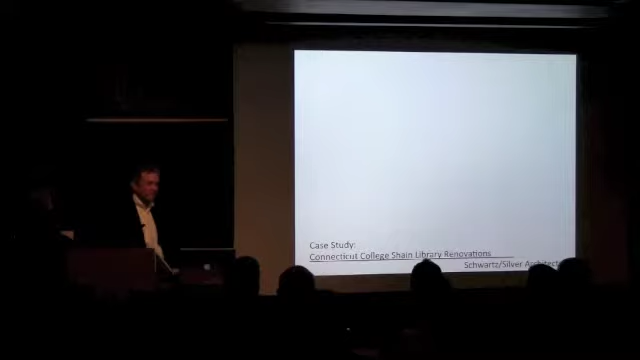 Case Study:
Connecticut College Shain Library Renovations
Schwartz/Silver Architects